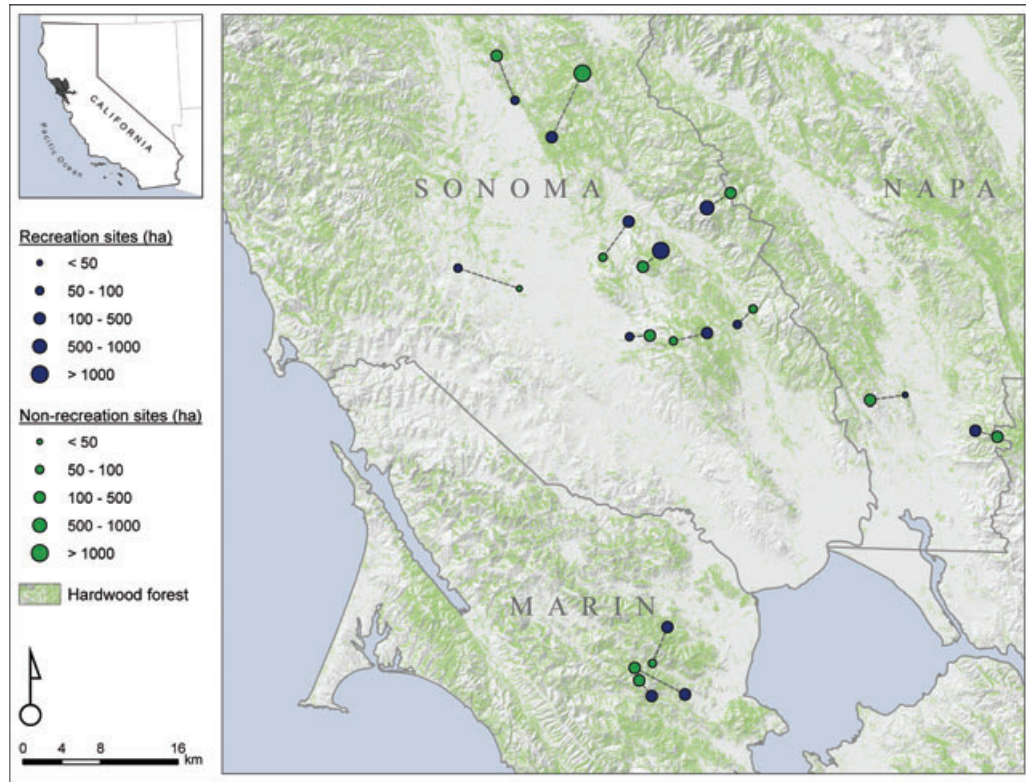 CALIFORNIA
Pacific Ocean
Recreation sites (ha)
< 50
50 - 100
100 - 500
500 - 1000
> 1000
Non-recreation sites (ha)
< 50
50 - 100
100 - 500
500 - 1000
> 1000
Hardwood forest
0 4 8 16
km
SONOMA
NAPA
MARIN